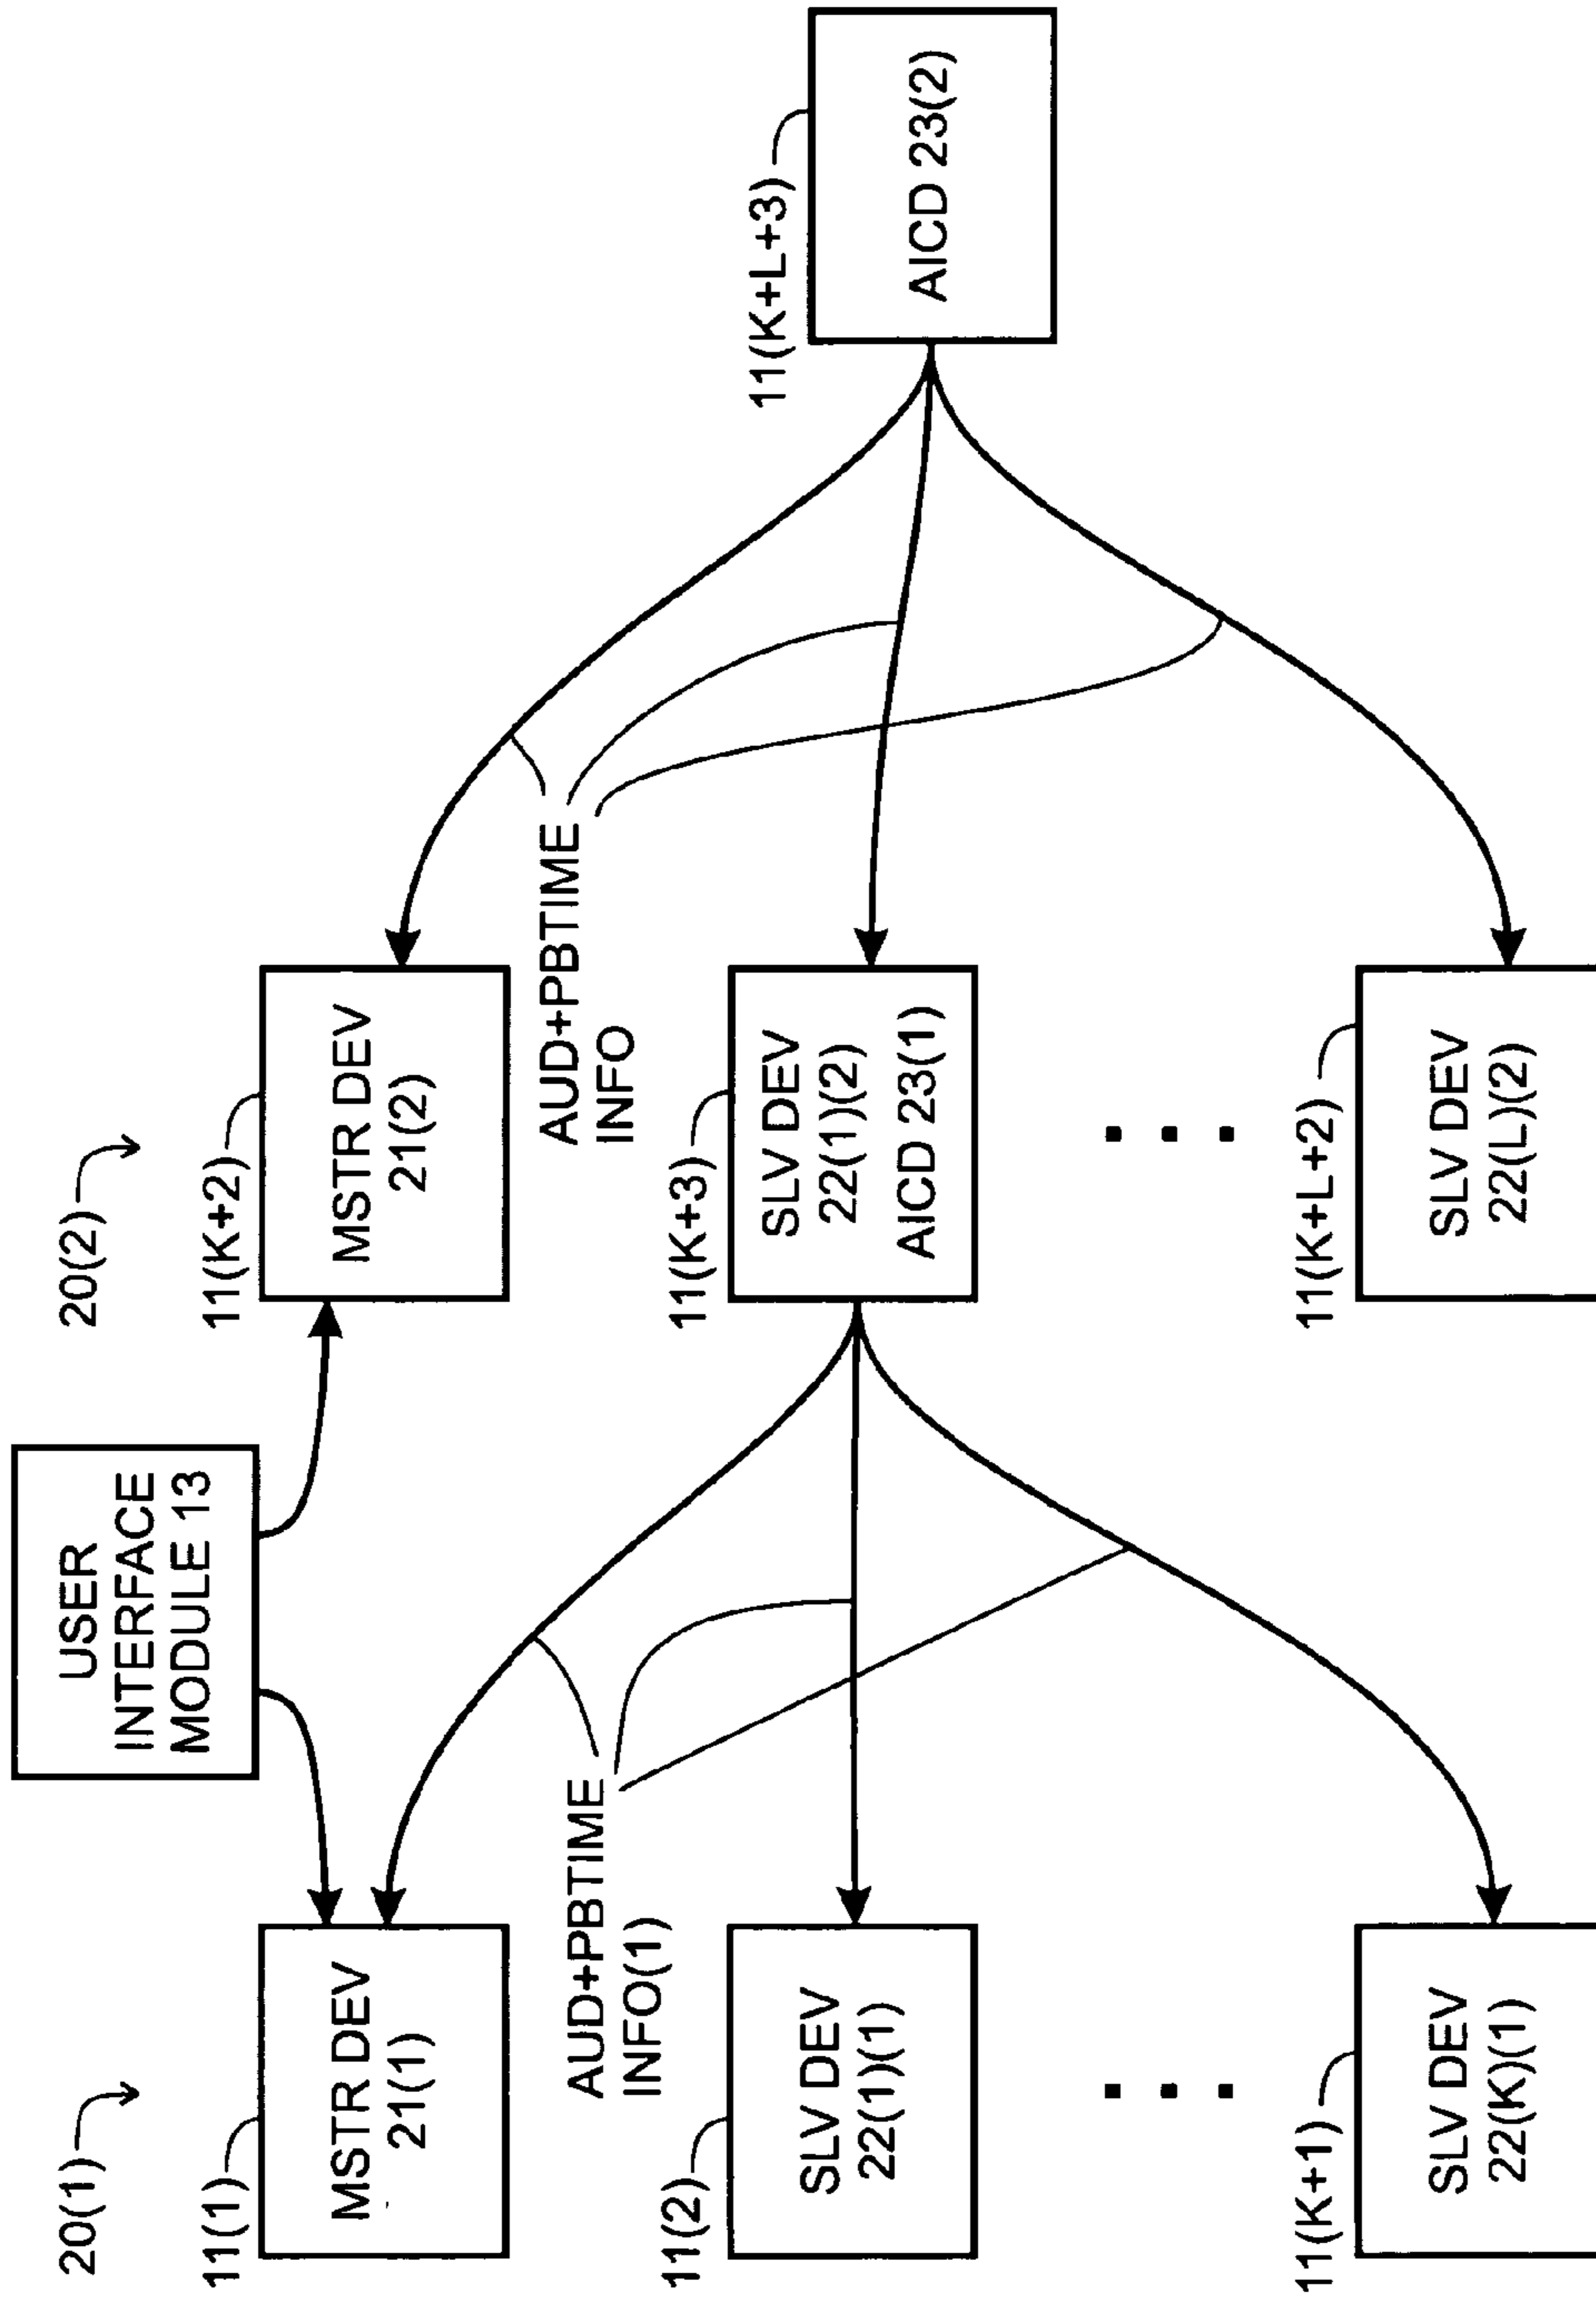 USER
INTERFACE
MODULE 13
20(1)
20(2)
11(1)
MSTR DEV
21(1)
11(K+2)
MSTR DEV
21(2)
AUD+PBTIME
INFO(1)
AUD+PBTIME
INFO
11(K+L+3)
AICD 23(2)
11(2)
SLV DEV
22(1)(1)
11(K+3)
SLV DEV
22(1)(2)
AICD 23(1)
11(K+1)
SLV DEV
22(K)(1)
11(K+L+2)
SLV DEV
22(L)(2)